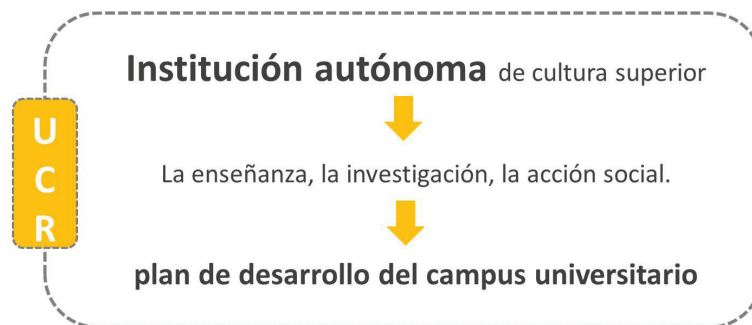 Institución autónoma de cultura superior
U
C
R
La enseñanza, la investigación, la acción social.
plan de desarrollo del campus universitario